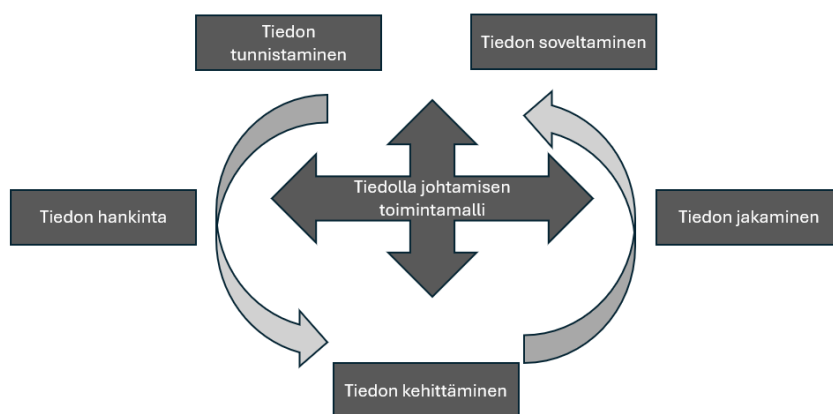 Tiedon
tunnistaminen
Tiedon soveltaminen
Tiedolla johtamisen
toimintamalli
Tiedon hankinta
Tiedon jakaminen
Tiedon kehittäminen